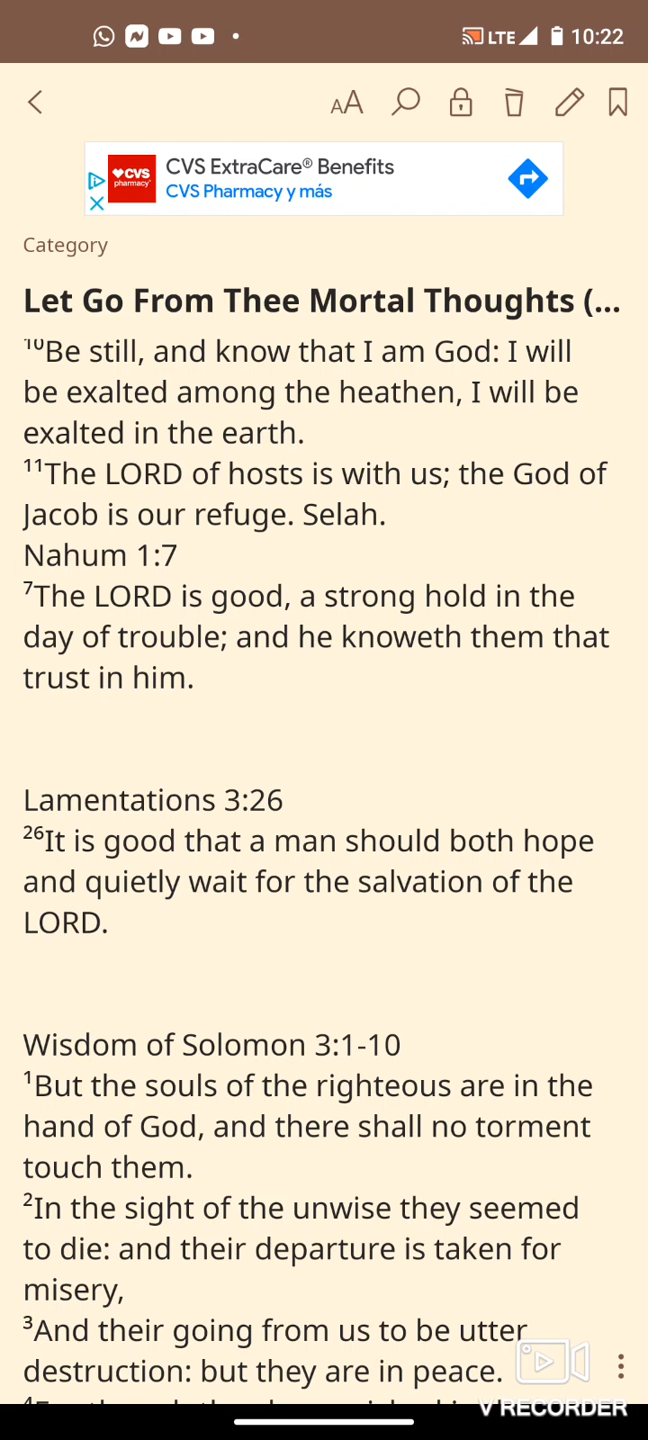 LTE 10:22
AA
CVS pharmacy
CVS ExtraCare® Benefits
CVS Pharmacy y más
Category
Let Go From Thee Mortal Thoughts (...
¹⁰Be still, and know that I am God: I will
be exalted among the heathen, I will be
exalted in the earth.
¹¹The LORD of hosts is with us; the God of
Jacob is our refuge. Selah.
Nahum 1:7
⁷The LORD is good, a strong hold in the
day of trouble; and he knoweth them that
trust in him.
Lamentations 3:26
²⁶It is good that a man should both hope
and quietly wait for the salvation of the
LORD.
Wisdom of Solomon 3:1-10
¹But the souls of the righteous are in the
hand of God, and there shall no torment
touch them.
²In the sight of the unwise they seemed
to die: and their departure is taken for
misery,
³And their going from us to be utter
destruction: but they are in peace.
V RECORDER